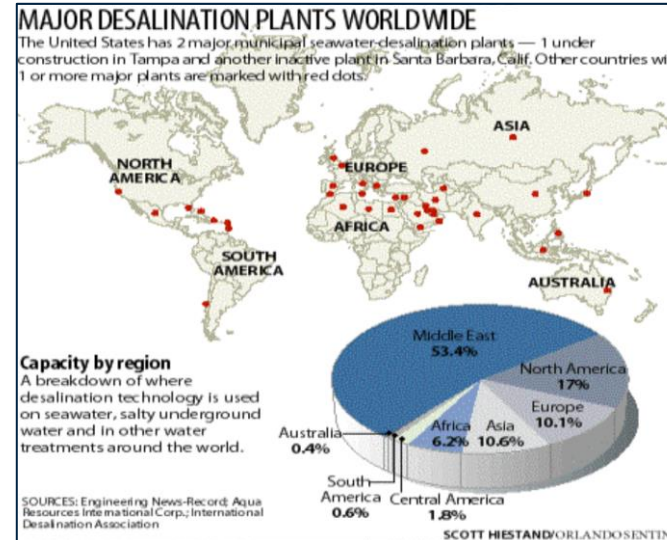 MAJOR DESALINATION PLANTS WORLDWIDE
The United States has 2 major municipal seawater-desalination plants — 1 under
construction in Tampa and another inactive plant in Santa Barbara, Calif. Other countries wi
1 or more major plants are marked with red dots.
ASIA
NORTH
AMERICA
EUROPE
AFRICA
SOUTH
AMERICA
AUSTRALIA
Capacity by region
A breakdown of where
desalination technology is used
on seawater, salty underground
water and in other water
treatments around the world.
Middle East
53.4%
North America
17%
Europe
10.1%
Asia
10.6%
Africa
6.2%
Australia
0.4%
South
America
0.6%
Central America
1.8%
SOURCES: Engineering News-Record; Aqua
Resources International Corp.; International
Desalination Association
SCOTT HIESTAND/ORLANDO SENTIN